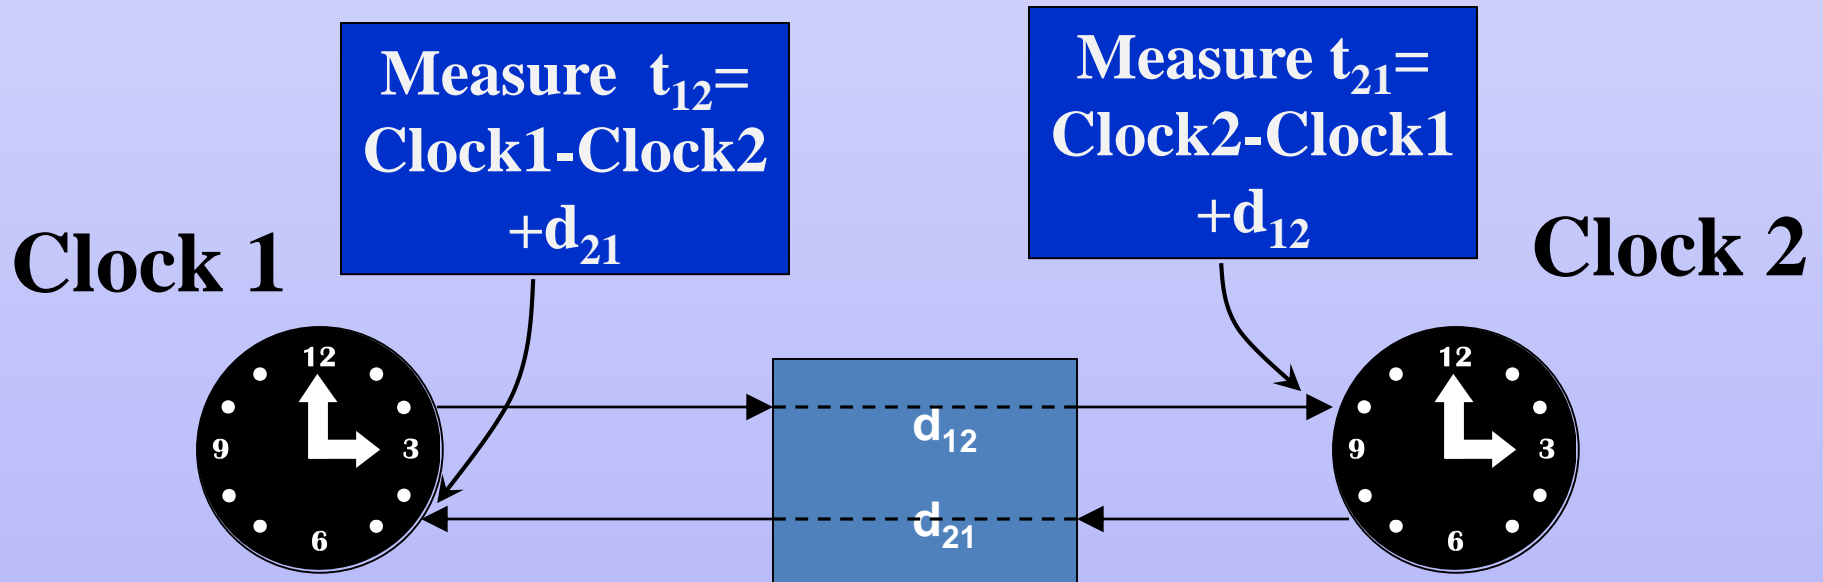 Measure t₁₂=
Clock1-Clock2
+d₂₁
Measure t₂₁=
Clock2-Clock1
+d₁₂
Clock 1
Clock 2
12
9
3
6
12
9
3
6
d₁₂
d₂₁